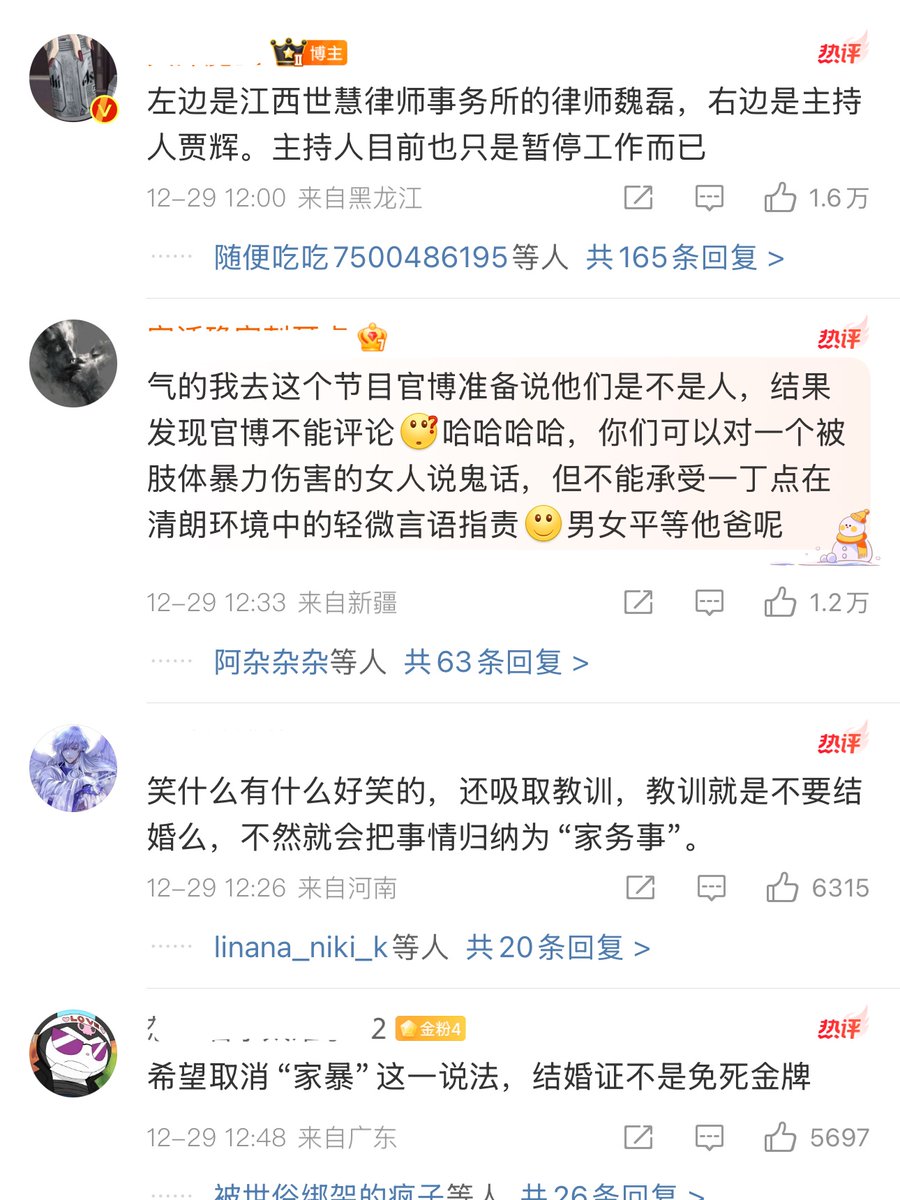 博主
热评
左边是江西世慧律师事务所的律师魏磊，右边是主持
人贾辉。主持人目前也只是暂停工作而已
12-29 12:00 来自黑龙江
1.6万
······ 随便吃吃7500486195等人 共165条回复 >
热评
气的我去这个节目官博准备说他们是不是人，结果
发现官博不能评论哈哈哈哈，你们可以对一个被
肢体暴力伤害的女人说鬼话，但不能承受一丁点在
清朗环境中的轻微言语指责男女平等他爸呢
12-29 12:33 来自新疆
1.2万
······ 阿杂杂杂等人 共63条回复 >
热评
笑什么有什么好笑的，还吸取教训，教训就是不要结
婚么，不然就会把事情归纳为“家务事”。
12-29 12:26 来自河南
6315
······ linana_niki_k等人 共20条回复 >
LOVE
2 金粉4
热评
希望取消“家暴”这一说法，结婚证不是免死金牌
12-29 12:48 来自广东
5697
······ 被世俗绑架的疯子等人 共26条回复 >